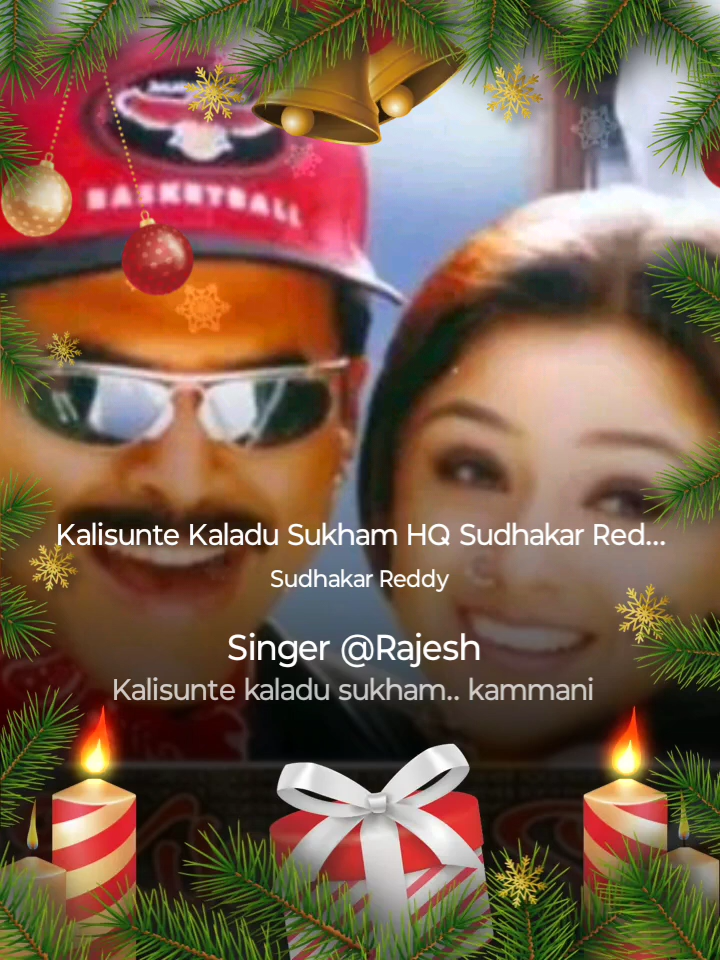 BASKETBALL
Kalisunte Kaladu Sukham HQ Sudhakar Red...
Sudhakar Reddy
Singer @Rajesh
Kalisunte kaladu sukham.. kammani